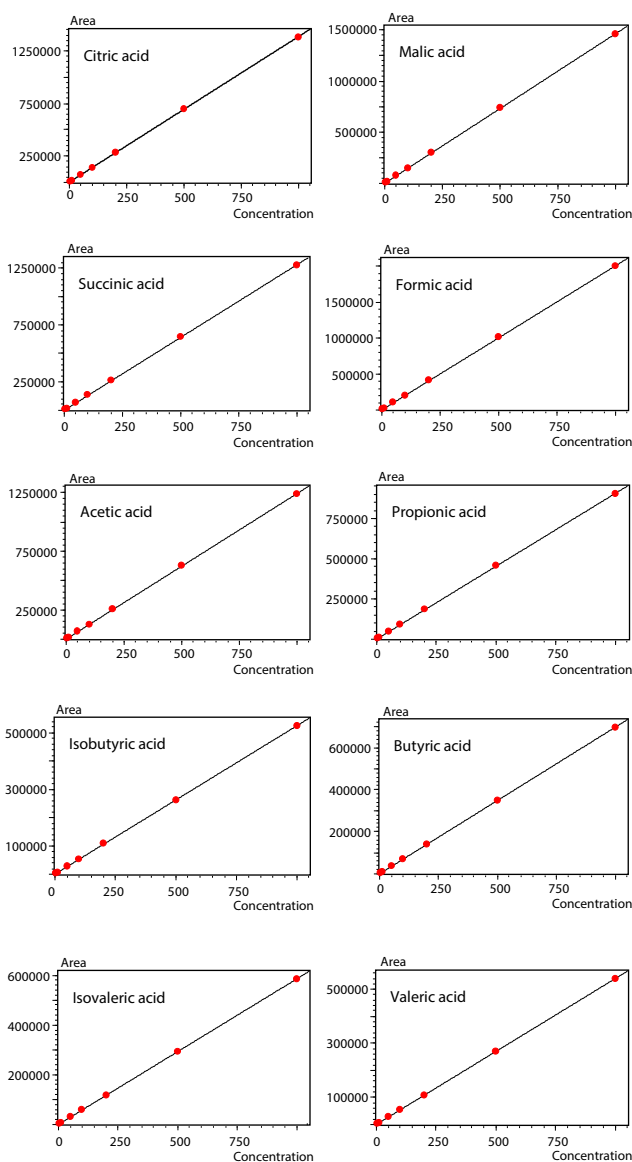 Area
Citric acid
1250000
750000
250000
0 250 500 750
Concentration
Area
Malic acid
1500000
1000000
500000
0 250 500 750
Concentration
Area
Succinic acid
1250000
750000
250000
0 250 500 750
Concentration
Area
Formic acid
1500000
1000000
500000
0 250 500 750
Concentration
Area
Acetic acid
1250000
750000
250000
0 250 500 750
Concentration
Area
Propionic acid
750000
500000
250000
0 250 500 750
Concentration
Area
Isobutyric acid
500000
300000
100000
0 250 500 750
Concentration
Area
Butyric acid
600000
400000
200000
0 250 500 750
Concentration
Area
Isovaleric acid
600000
400000
200000
0 250 500 750
Concentration
Area
Valeric acid
500000
300000
100000
0 250 500 750
Concentration